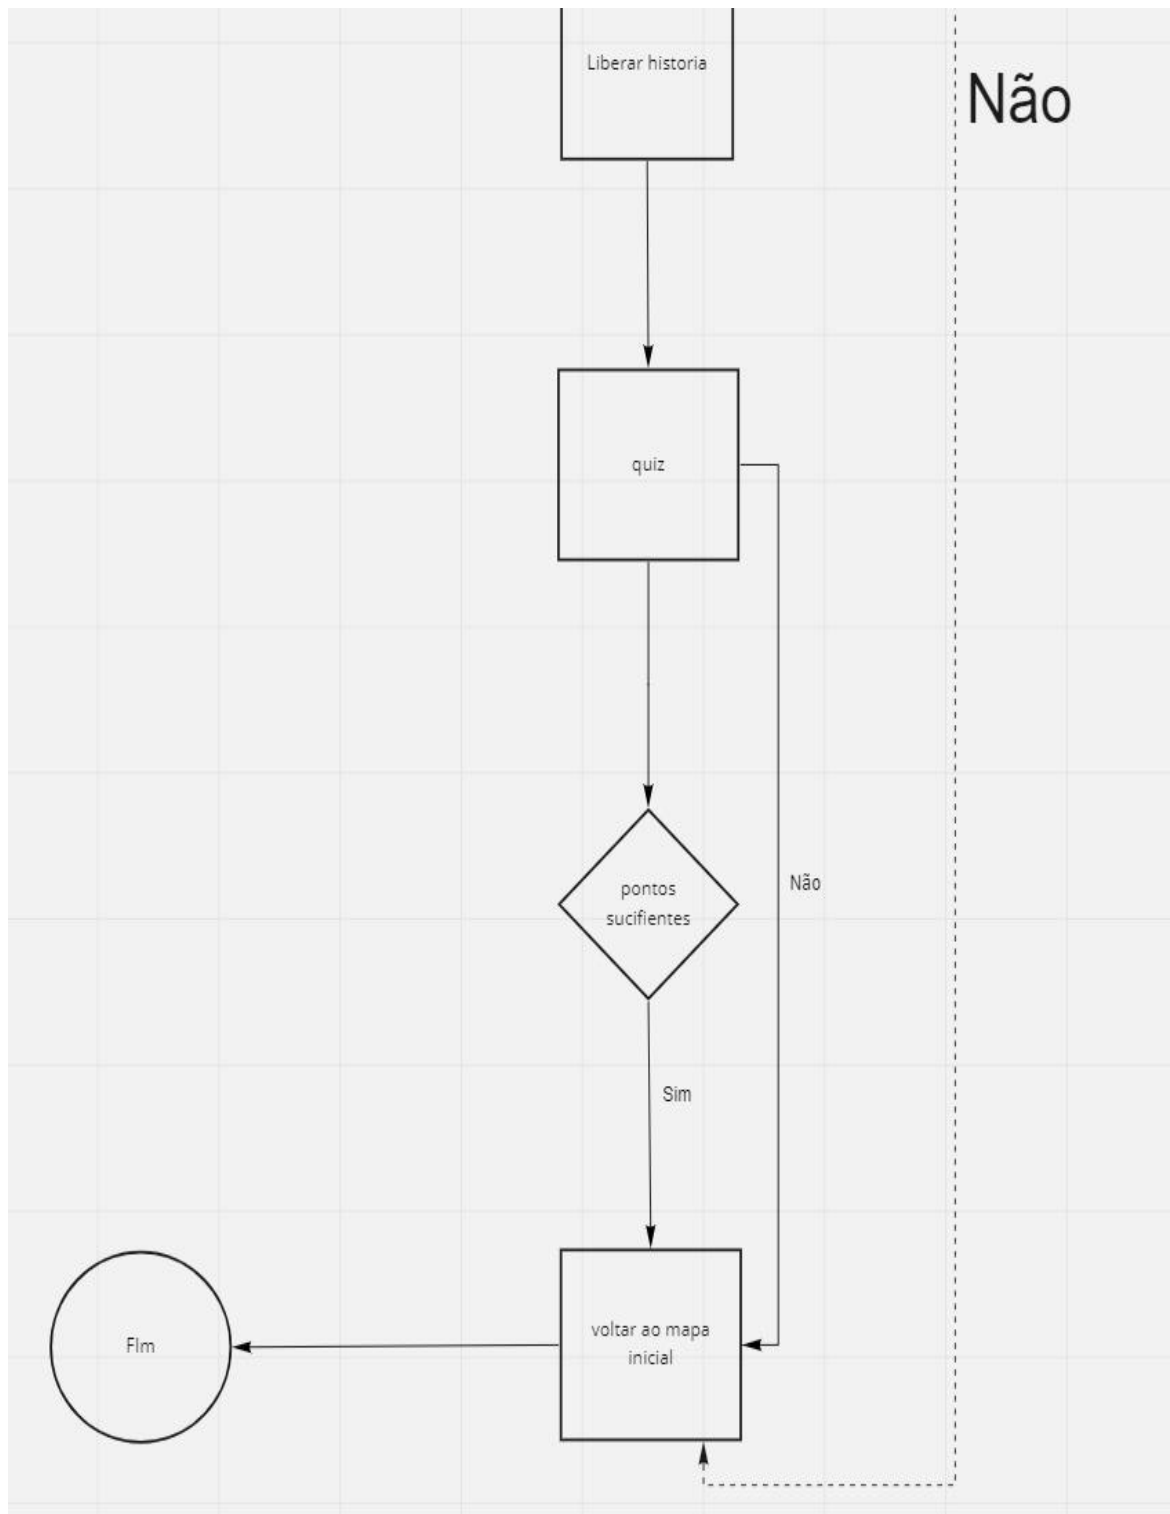 Liberar historia
Não
quiz
pontos
sucifientes
Não
Sim
voltar ao mapa
inicial
FIm